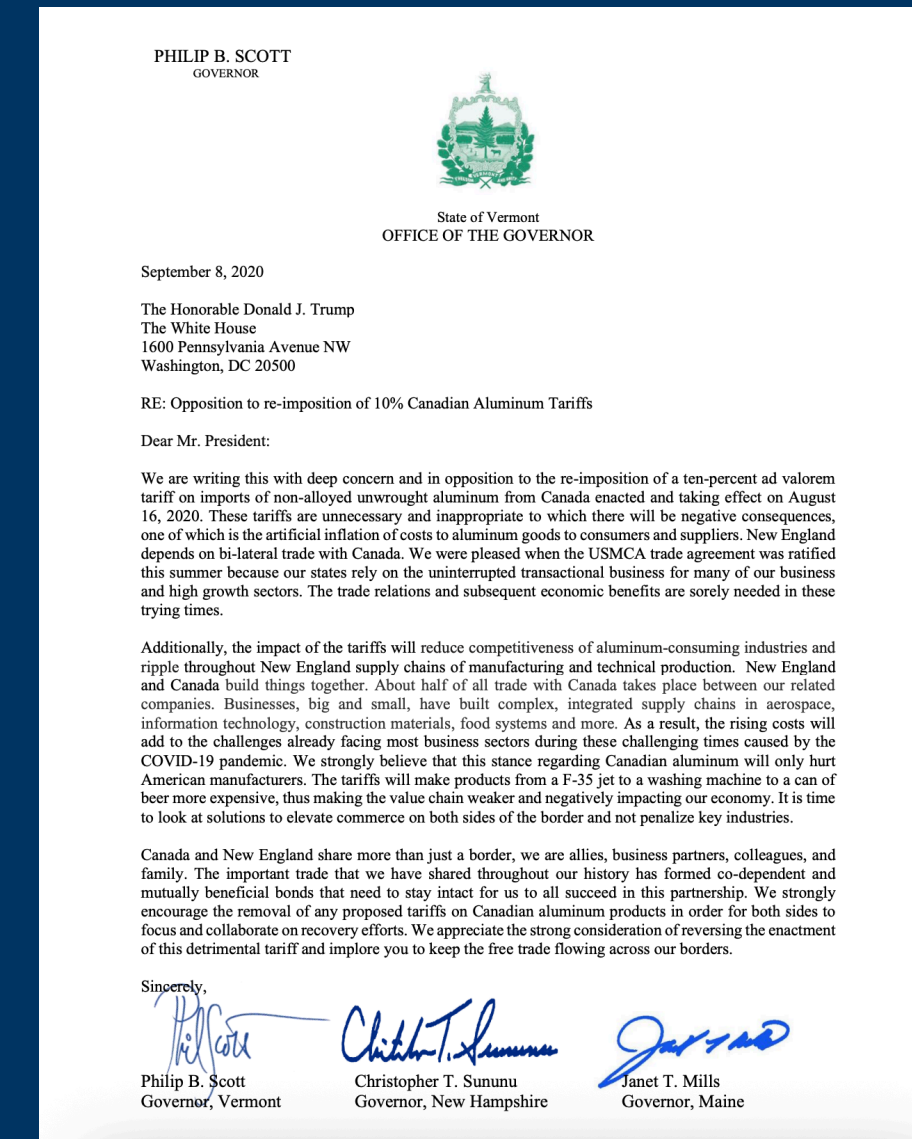 PHILIP B. SCOTT
GOVERNOR
State of Vermont
OFFICE OF THE GOVERNOR
September 8, 2020
The Honorable Donald J. Trump
The White House
1600 Pennsylvania Avenue NW
Washington, DC 20500
RE: Opposition to re-imposition of 10% Canadian Aluminum Tariffs
Dear Mr. President:
We are writing this with deep concern and in opposition to the re-imposition of a ten-percent ad valorem
tariff on imports of non-alloyed unwrought aluminum from Canada enacted and taking effect on August
16, 2020. These tariffs are unnecessary and inappropriate to which there will be negative consequences,
one of which is the artificial inflation of costs to aluminum goods to consumers and suppliers. New England
depends on bi-lateral trade with Canada. We were pleased when the USMCA trade agreement was ratified
this summer because our states rely on the uninterrupted transactional business for many of our business
and high growth sectors. The trade relations and subsequent economic benefits are sorely needed in these
trying times.
Additionally, the impact of the tariffs will reduce competitiveness of aluminum-consuming industries and
ripple throughout New England supply chains of manufacturing and technical production. New England
and Canada build things together. About half of all trade with Canada takes place between our related
companies. Businesses, big and small, have built complex, integrated supply chains in aerospace,
information technology, construction materials, food systems and more. As a result, the rising costs will
add to the challenges already facing most business sectors during these challenging times caused by the
COVID-19 pandemic. We strongly believe that this stance regarding Canadian aluminum will only hurt
American manufacturers. The tariffs will make products from a F-35 jet to a washing machine to a can of
beer more expensive, thus making the value chain weaker and negatively impacting our economy. It is time
to look at solutions to elevate commerce on both sides of the border and not penalize key industries.
Canada and New England share more than just a border, we are allies, business partners, colleagues, and
family. The important trade that we have shared throughout our history has formed co-dependent and
mutually beneficial bonds that need to stay intact for us to all succeed in this partnership. We strongly
encourage the removal of any proposed tariffs on Canadian aluminum products in order for both sides to
focus and collaborate on recovery efforts. We appreciate the strong consideration of reversing the enactment
of this detrimental tariff and implore you to keep the free trade flowing across our borders.
Sincerely,
Philip B. Scott
Governor, Vermont
Christopher T. Sununu
Governor, New Hampshire
Janet T. Mills
Governor, Maine